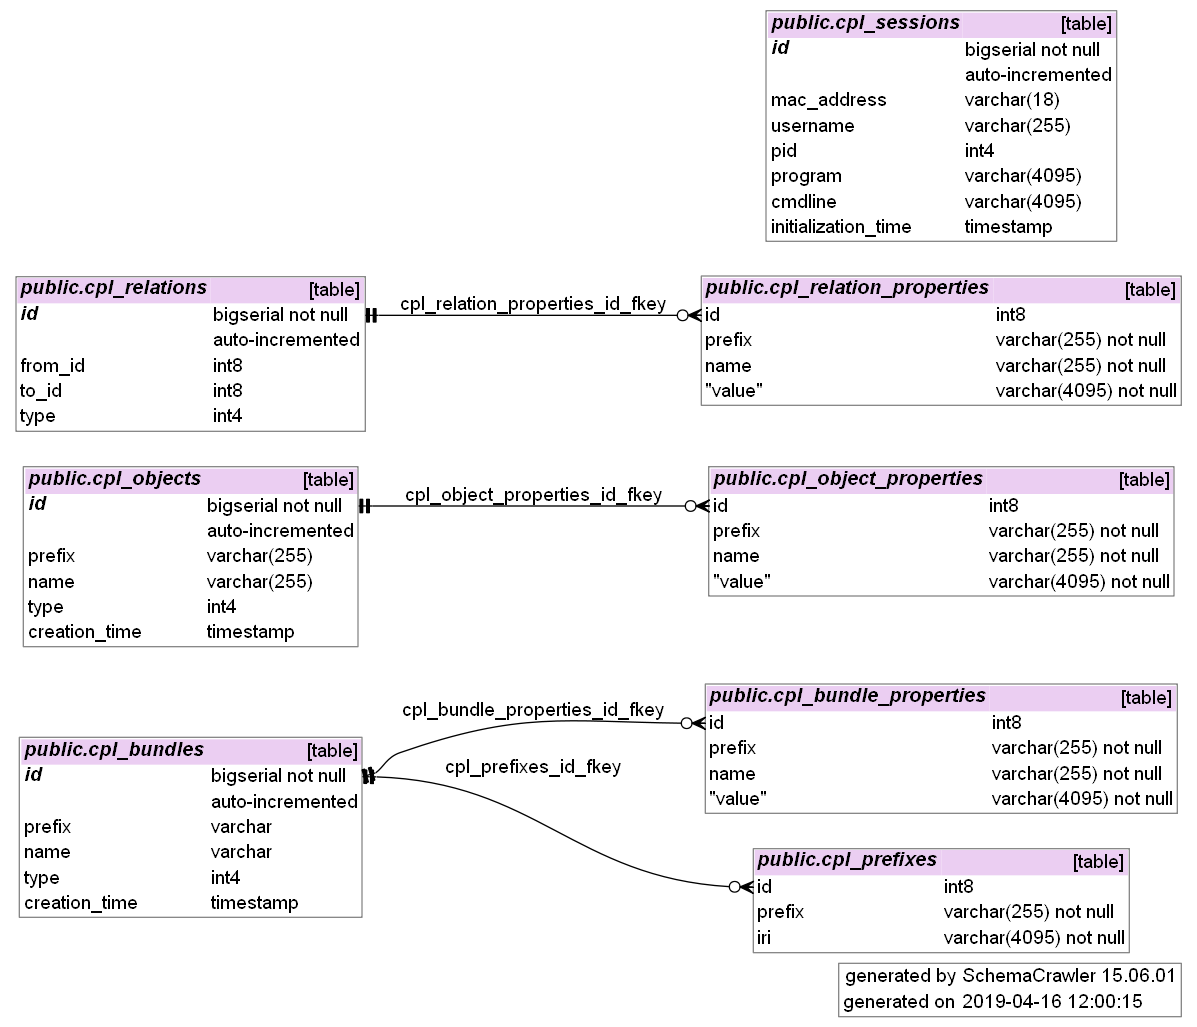 public.cpl_sessions [table]
id bigserial not null
auto-incremented
mac_address varchar(18)
username varchar(255)
pid int4
program varchar(4095)
cmdline varchar(4095)
initialization_time timestamp
public.cpl_relations [table]
id bigserial not null
auto-incremented
from_id int8
to_id int8
type int4
cpl_relation_properties_id_fkey
public.cpl_relation_properties [table]
id int8
prefix varchar(255) not null
name varchar(255) not null
"value" varchar(4095) not null
public.cpl_objects [table]
id bigserial not null
auto-incremented
prefix varchar(255)
name varchar(255)
type int4
creation_time timestamp
cpl_object_properties_id_fkey
public.cpl_object_properties [table]
id int8
prefix varchar(255) not null
name varchar(255) not null
"value" varchar(4095) not null
public.cpl_bundles [table]
id bigserial not null
auto-incremented
prefix varchar
name varchar
type int4
creation_time timestamp
cpl_bundle_properties_id_fkey
cpl_prefixes_id_fkey
public.cpl_bundle_properties [table]
id int8
prefix varchar(255) not null
name varchar(255) not null
"value" varchar(4095) not null
public.cpl_prefixes [table]
id int8
prefix varchar(255) not null
iri varchar(4095) not null
generated by SchemaCrawler 15.06.01
generated on 2019-04-16 12:00:15